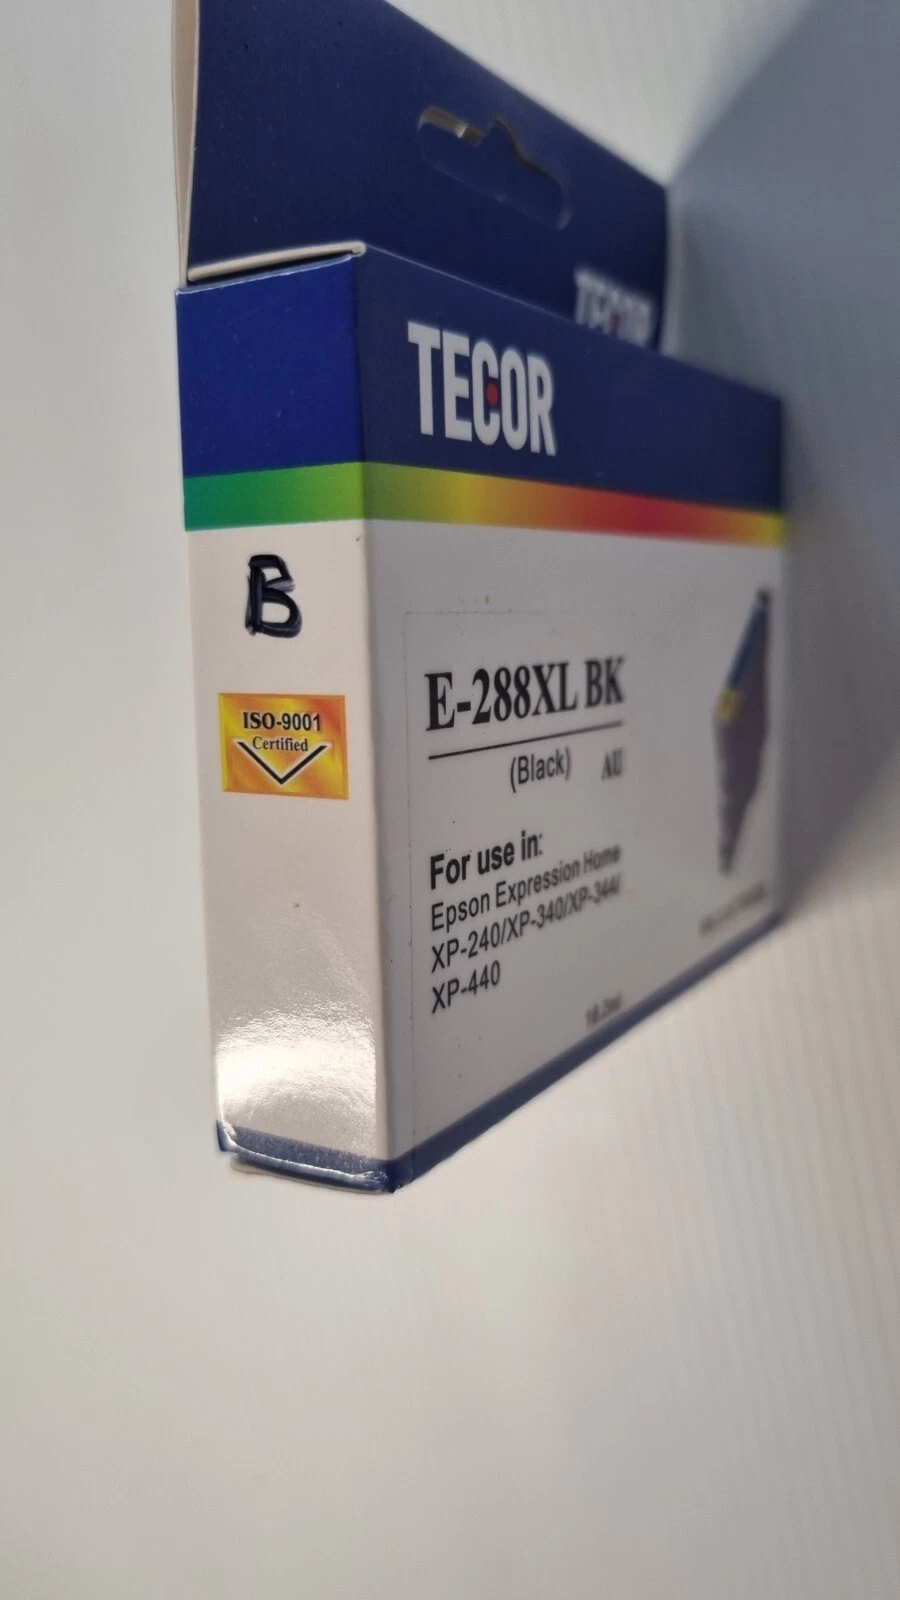 TECOR
TECOR
B
ISO-9001
Certified
E-288XL BK
(Black) AU
For use in:
Epson Expression Home
XP-240/XP-340/XP-344/
XP-440